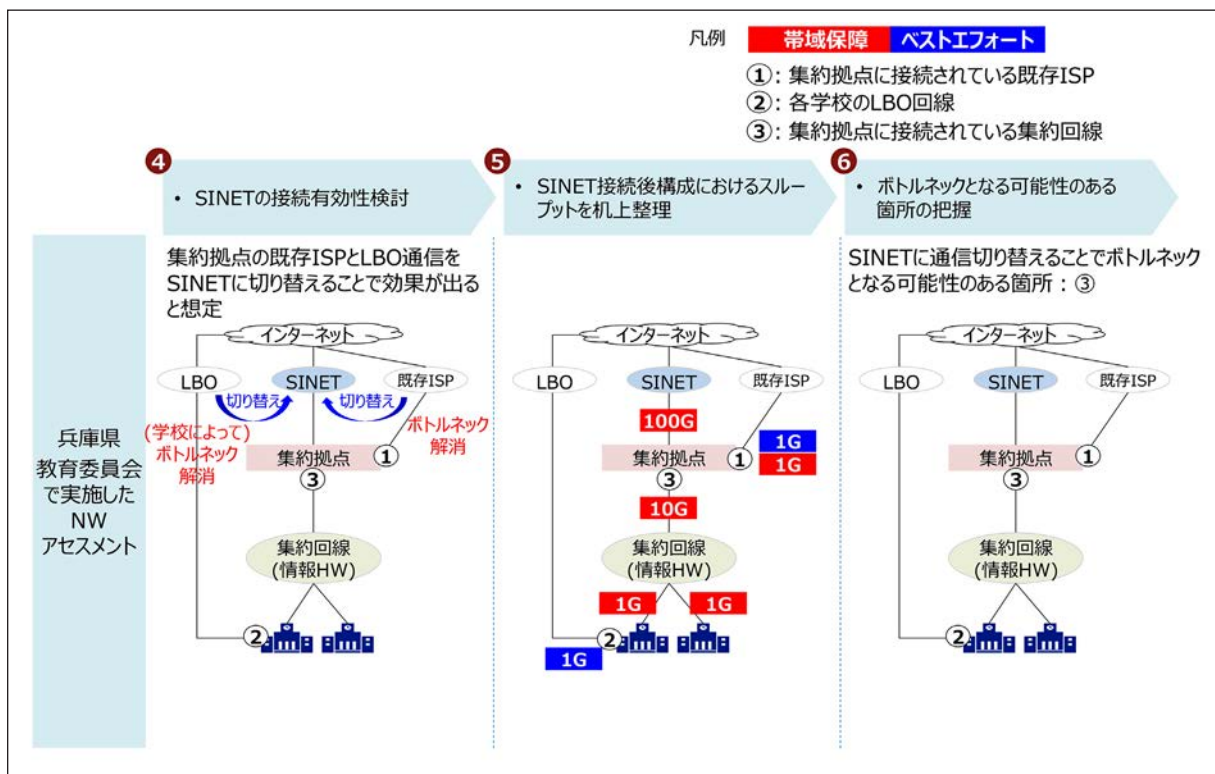 凡例 帯域保障 ベストエフォート
①: 集約拠点に接続されている既存ISP
②: 各学校のLBO回線
③: 集約拠点に接続されている集約回線
兵庫県
教育委員会
で実施した
NW
アセスメント
❹
• SINETの接続有効性検討
集約拠点の既存ISPとLBO通信を
SINETに切り替えることで効果が出る
と想定
インターネット
LBO
SINET
既存ISP
切り替え
切り替え
(学校によって)
ボトルネック
解消
ボトルネック
解消
集約拠点
①
③
集約回線
(情報HW)
②
❺
• SINET接続後構成におけるスルー
プットを机上整理
インターネット
LBO
SINET
既存ISP
100G
1G
1G
集約拠点
①
③
10G
集約回線
(情報HW)
1G
1G
②
1G
❻
• ボトルネックとなる可能性のある
箇所の把握
SINETに通信切り替えることでボトルネック
となる可能性のある箇所：③
インターネット
LBO
SINET
既存ISP
集約拠点
①
③
集約回線
(情報HW)
②